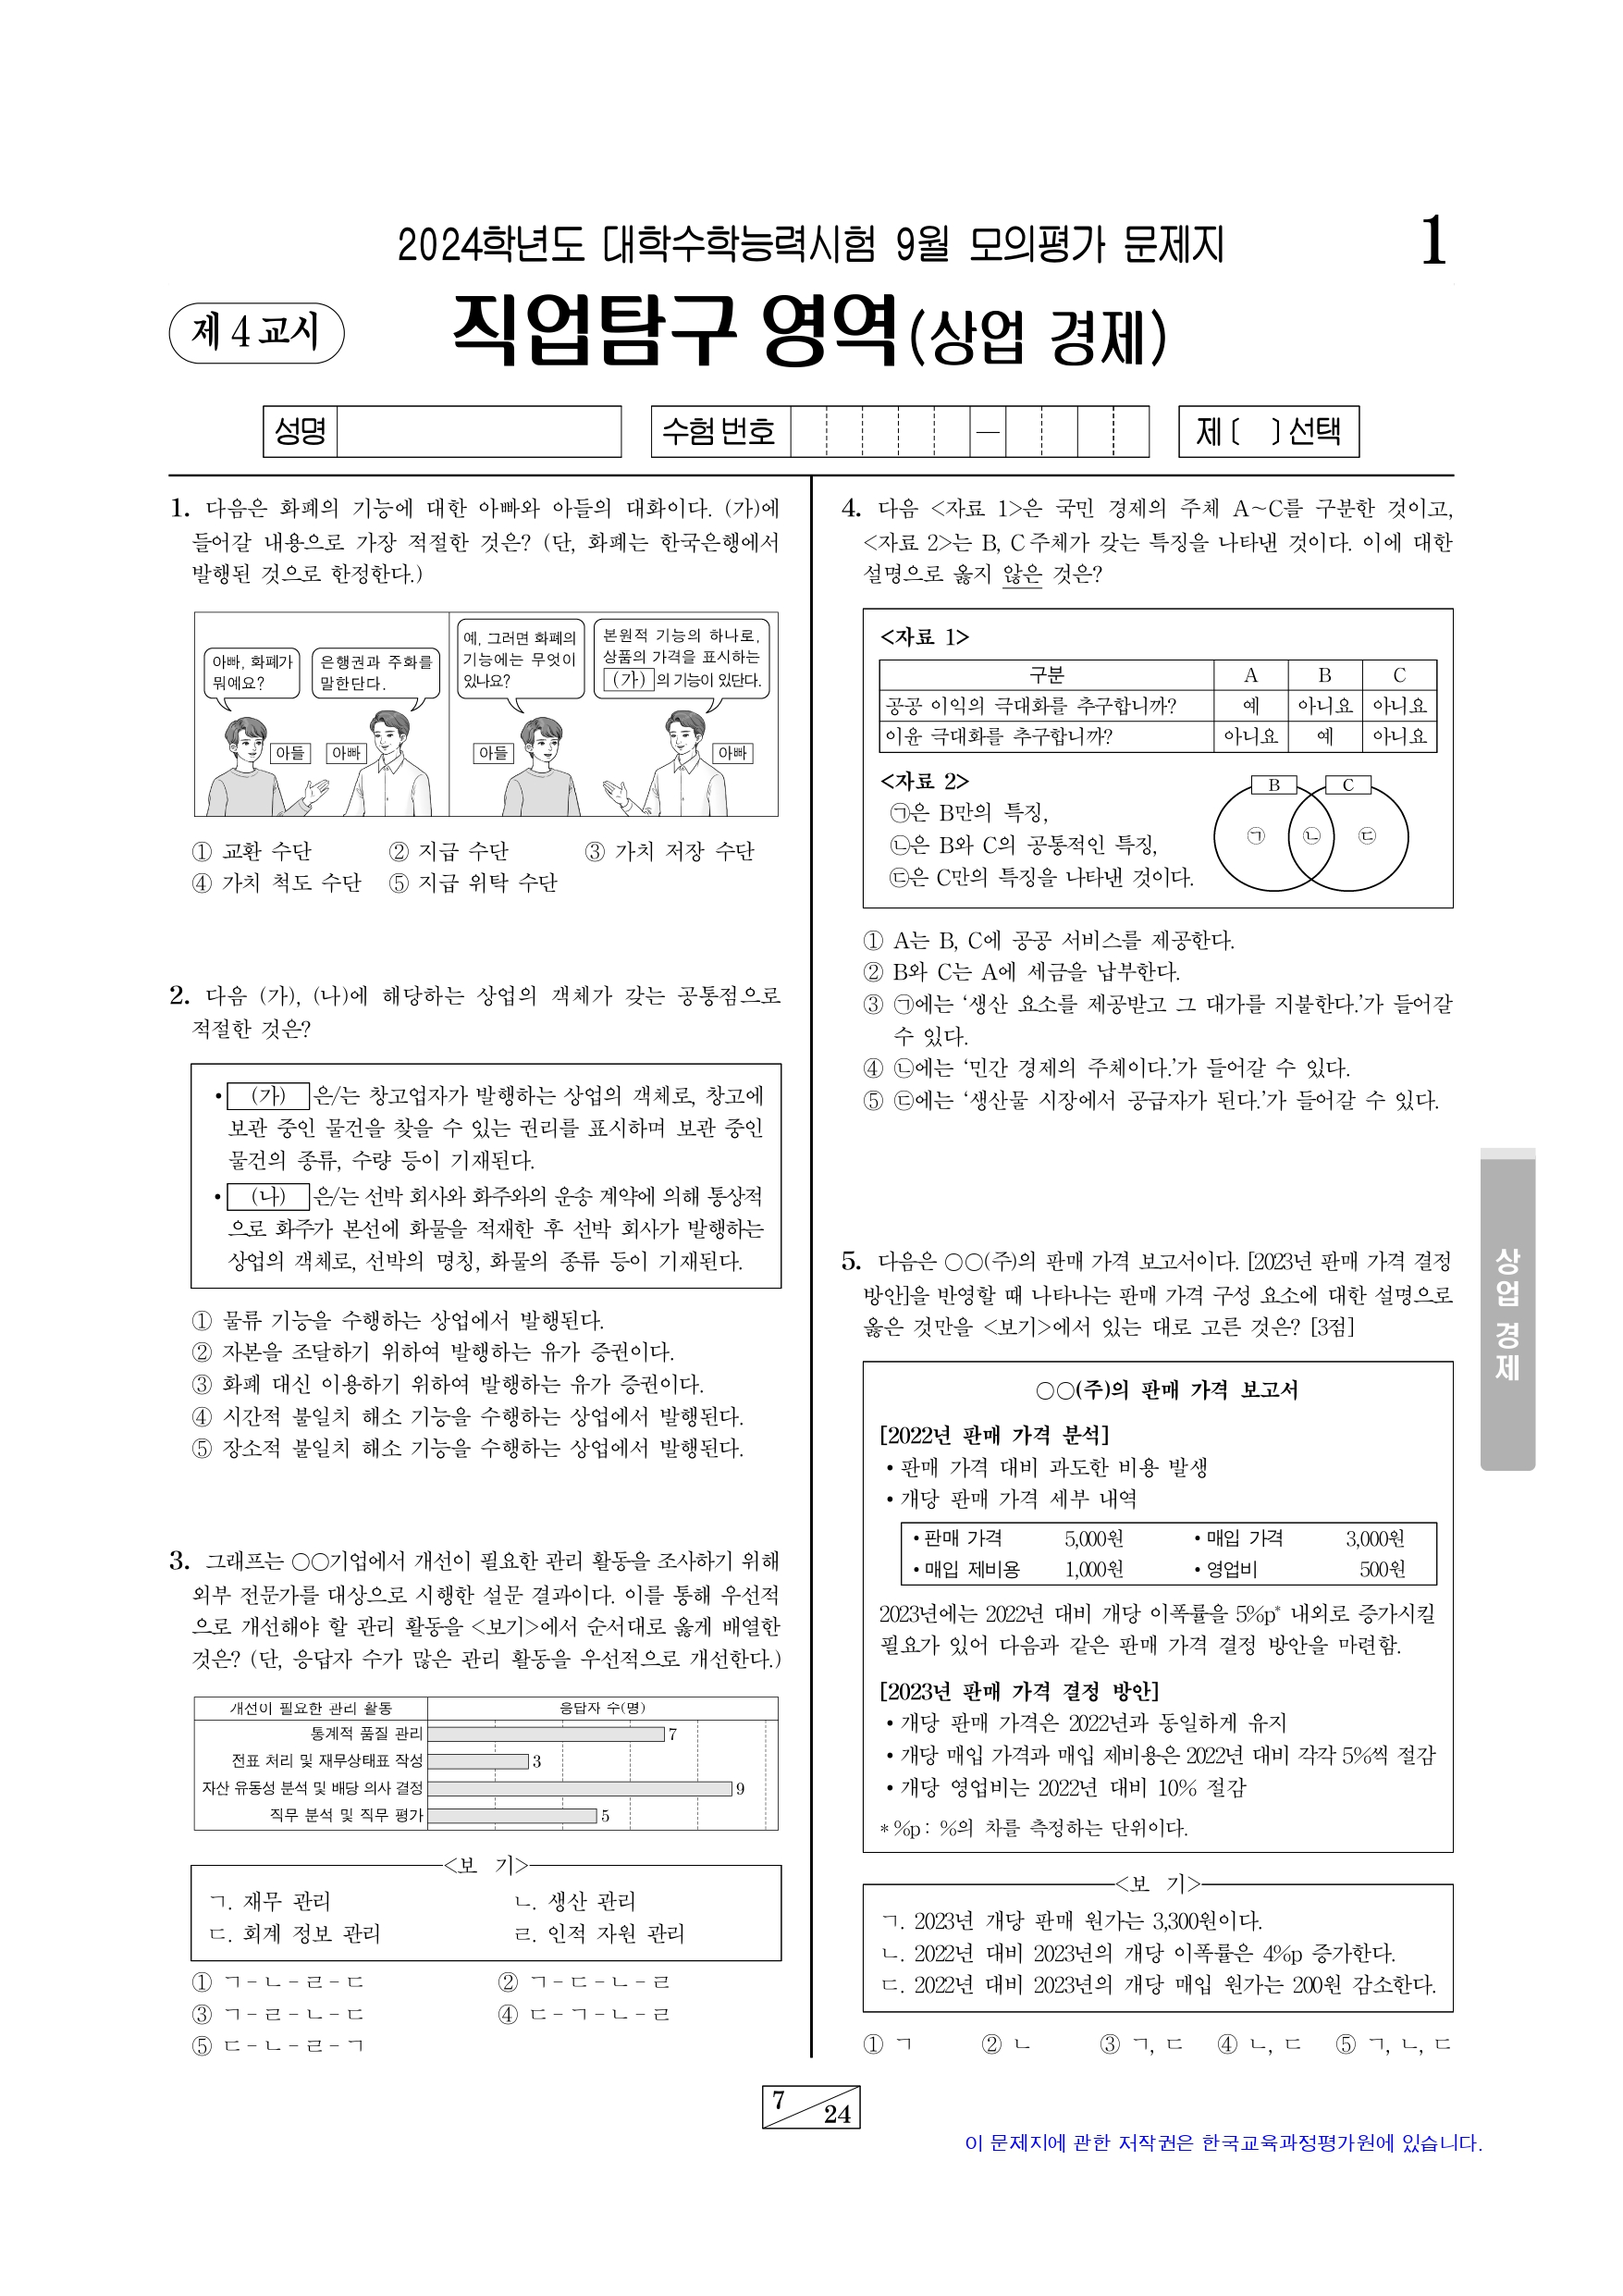 2024학년도 대학수학능력시험 9월 모의평가 문제지
1
제 4 교시
직업탐구 영역(상업 경제)
성명
수험 번호
—
제 〔 〕 선택
1. 다음은 화폐의 기능에 대한 아빠와 아들의 대화이다. (가)에
들어갈 내용으로 가장 적절한 것은? (단, 화폐는 한국은행에서
발행된 것으로 한정한다.)
아빠, 화폐가
뭐예요?
은행권과 주화를
말한단다.
아들
아빠
예, 그러면 화폐의
기능에는 무엇이
있나요?
본원적 기능의 하나로,
상품의 가격을 표시하는
(가) 의 기능이 있단다.
아들
아빠
① 교환 수단 ② 지급 수단 ③ 가치 저장 수단
④ 가치 척도 수단 ⑤ 지급 위탁 수단
2. 다음 (가), (나)에 해당하는 상업의 객체가 갖는 공통점으로
적절한 것은?
• (가) 은/는 창고업자가 발행하는 상업의 객체로, 창고에
보관 중인 물건을 찾을 수 있는 권리를 표시하며 보관 중인
물건의 종류, 수량 등이 기재된다.
• (나) 은/는 선박 회사와 화주와의 운송 계약에 의해 통상적
으로 화주가 본선에 화물을 적재한 후 선박 회사가 발행하는
상업의 객체로, 선박의 명칭, 화물의 종류 등이 기재된다.
① 물류 기능을 수행하는 상업에서 발행된다.
② 자본을 조달하기 위하여 발행하는 유가 증권이다.
③ 화폐 대신 이용하기 위하여 발행하는 유가 증권이다.
④ 시간적 불일치 해소 기능을 수행하는 상업에서 발행된다.
⑤ 장소적 불일치 해소 기능을 수행하는 상업에서 발행된다.
3. 그래프는 ○○기업에서 개선이 필요한 관리 활동을 조사하기 위해
외부 전문가를 대상으로 시행한 설문 결과이다. 이를 통해 우선적
으로 개선해야 할 관리 활동을 <보기>에서 순서대로 옳게 배열한
것은? (단, 응답자 수가 많은 관리 활동을 우선적으로 개선한다.)
개선이 필요한 관리 활동 응답자 수(명)
통계적 품질 관리 7
전표 처리 및 재무상태표 작성 3
자산 유동성 분석 및 배당 의사 결정 9
직무 분석 및 직무 평가 5
<보 기>
ㄱ. 재무 관리 ㄴ. 생산 관리
ㄷ. 회계 정보 관리 ㄹ. 인적 자원 관리
① ㄱ-ㄴ-ㄹ-ㄷ ② ㄱ-ㄷ-ㄴ-ㄹ
③ ㄱ-ㄹ-ㄴ-ㄷ ④ ㄷ-ㄱ-ㄴ-ㄹ
⑤ ㄷ-ㄴ-ㄹ-ㄱ
4. 다음 <자료 1>은 국민 경제의 주체 A~C를 구분한 것이고,
<자료 2>는 B, C 주체가 갖는 특징을 나타낸 것이다. 이에 대한
설명으로 옳지 않은 것은?
<자료 1>
구분 A B C
공공 이익의 극대화를 추구합니까? 예 아니요 아니요
이윤 극대화를 추구합니까? 아니요 예 아니요
<자료 2>
㉠은 B만의 특징,
㉡은 B와 C의 공통적인 특징,
㉢은 C만의 특징을 나타낸 것이다.
B C
㉠ ㉡ ㉢
① A는 B, C에 공공 서비스를 제공한다.
② B와 C는 A에 세금을 납부한다.
③ ㉠에는 ‘생산 요소를 제공받고 그 대가를 지불한다.’가 들어갈
수 있다.
④ ㉡에는 ‘민간 경제의 주체이다.’가 들어갈 수 있다.
⑤ ㉢에는 ‘생산물 시장에서 공급자가 된다.’가 들어갈 수 있다.
5. 다음은 ○○(주)의 판매 가격 보고서이다. [2023년 판매 가격 결정
방안]을 반영할 때 나타나는 판매 가격 구성 요소에 대한 설명으로
옳은 것만을 <보기>에서 있는 대로 고른 것은? [3점]
○○(주)의 판매 가격 보고서
[2022년 판매 가격 분석]
• 판매 가격 대비 과도한 비용 발생
• 개당 판매 가격 세부 내역
• 판매 가격 5,000원 • 매입 가격 3,000원
• 매입 제비용 1,000원 • 영업비 500원
2023년에는 2022년 대비 개당 이폭률을 5%p* 내외로 증가시킬
필요가 있어 다음과 같은 판매 가격 결정 방안을 마련함.
[2023년 판매 가격 결정 방안]
• 개당 판매 가격은 2022년과 동일하게 유지
• 개당 매입 가격과 매입 제비용은 2022년 대비 각각 5%씩 절감
• 개당 영업비는 2022년 대비 10% 절감
* %p : %의 차를 측정하는 단위이다.
<보 기>
ㄱ. 2023년 개당 판매 원가는 3,300원이다.
ㄴ. 2022년 대비 2023년의 개당 이폭률은 4%p 증가한다.
ㄷ. 2022년 대비 2023년의 개당 매입 원가는 200원 감소한다.
① ㄱ ② ㄴ ③ ㄱ, ㄷ ④ ㄴ, ㄷ ⑤ ㄱ, ㄴ, ㄷ
상업 경제
7
24
이 문제지에 관한 저작권은 한국교육과정평가원에 있습니다.